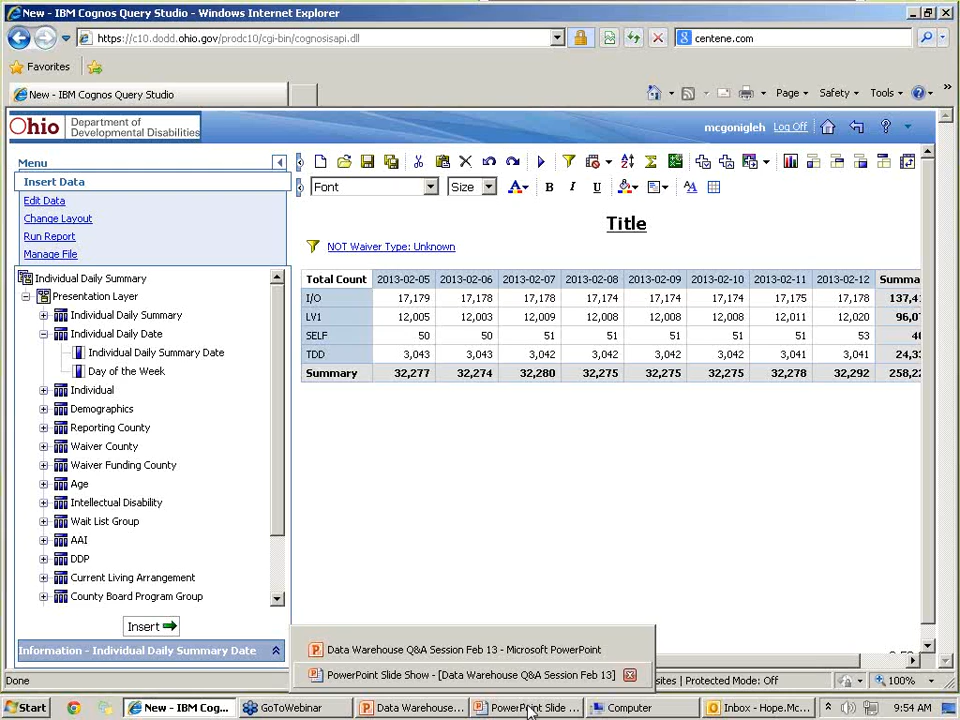 New - IBM Cognos Query Studio - Windows Internet Explorer
https://c10.dodd.ohio.gov/prodc10/cgi-bin/cognosisapi.dll
centene.com
Favorites
New - IBM Cognos Query Studio
Page Safety Tools
Ohio Department of Developmental Disabilities
mcgonigleh Log Off
Menu
Insert Data
Edit Data
Change Layout
Run Report
Manage File
Font Size B I U A
Title
NOT Waiver Type: Unknown
Individual Daily Summary
Presentation Layer
Individual Daily Summary
Individual Daily Date
Individual Daily Summary Date
Day of the Week
Individual
Demographics
Reporting County
Waiver County
Waiver Funding County
Age
Intellectual Disability
Wait List Group
AAI
DDP
Current Living Arrangement
County Board Program Group
Insert
Information - Individual Daily Summary Date
Total Count 2013-02-05 2013-02-06 2013-02-07 2013-02-08 2013-02-09 2013-02-10 2013-02-11 2013-02-12 Summa
I/O 17,179 17,178 17,178 17,174 17,174 17,174 17,175 17,178 137,4
LV1 12,005 12,003 12,009 12,008 12,008 12,008 12,011 12,020 96,07
SELF 50 50 51 51 51 51 51 53 40
TDD 3,043 3,043 3,042 3,042 3,042 3,042 3,041 3,041 24,33
Summary 32,277 32,274 32,280 32,275 32,275 32,275 32,278 32,292 258,22
Data Warehouse Q&A Session Feb 13 - Microsoft PowerPoint
PowerPoint Slide Show - [Data Warehouse Q&A Session Feb 13]
Done
sites | Protected Mode: Off
100%
Start
New - IBM Cog...
GoToWebinar
Data Warehouse...
PowerPoint Slide ...
Computer
Inbox - Hope.Mc...
9:54 AM